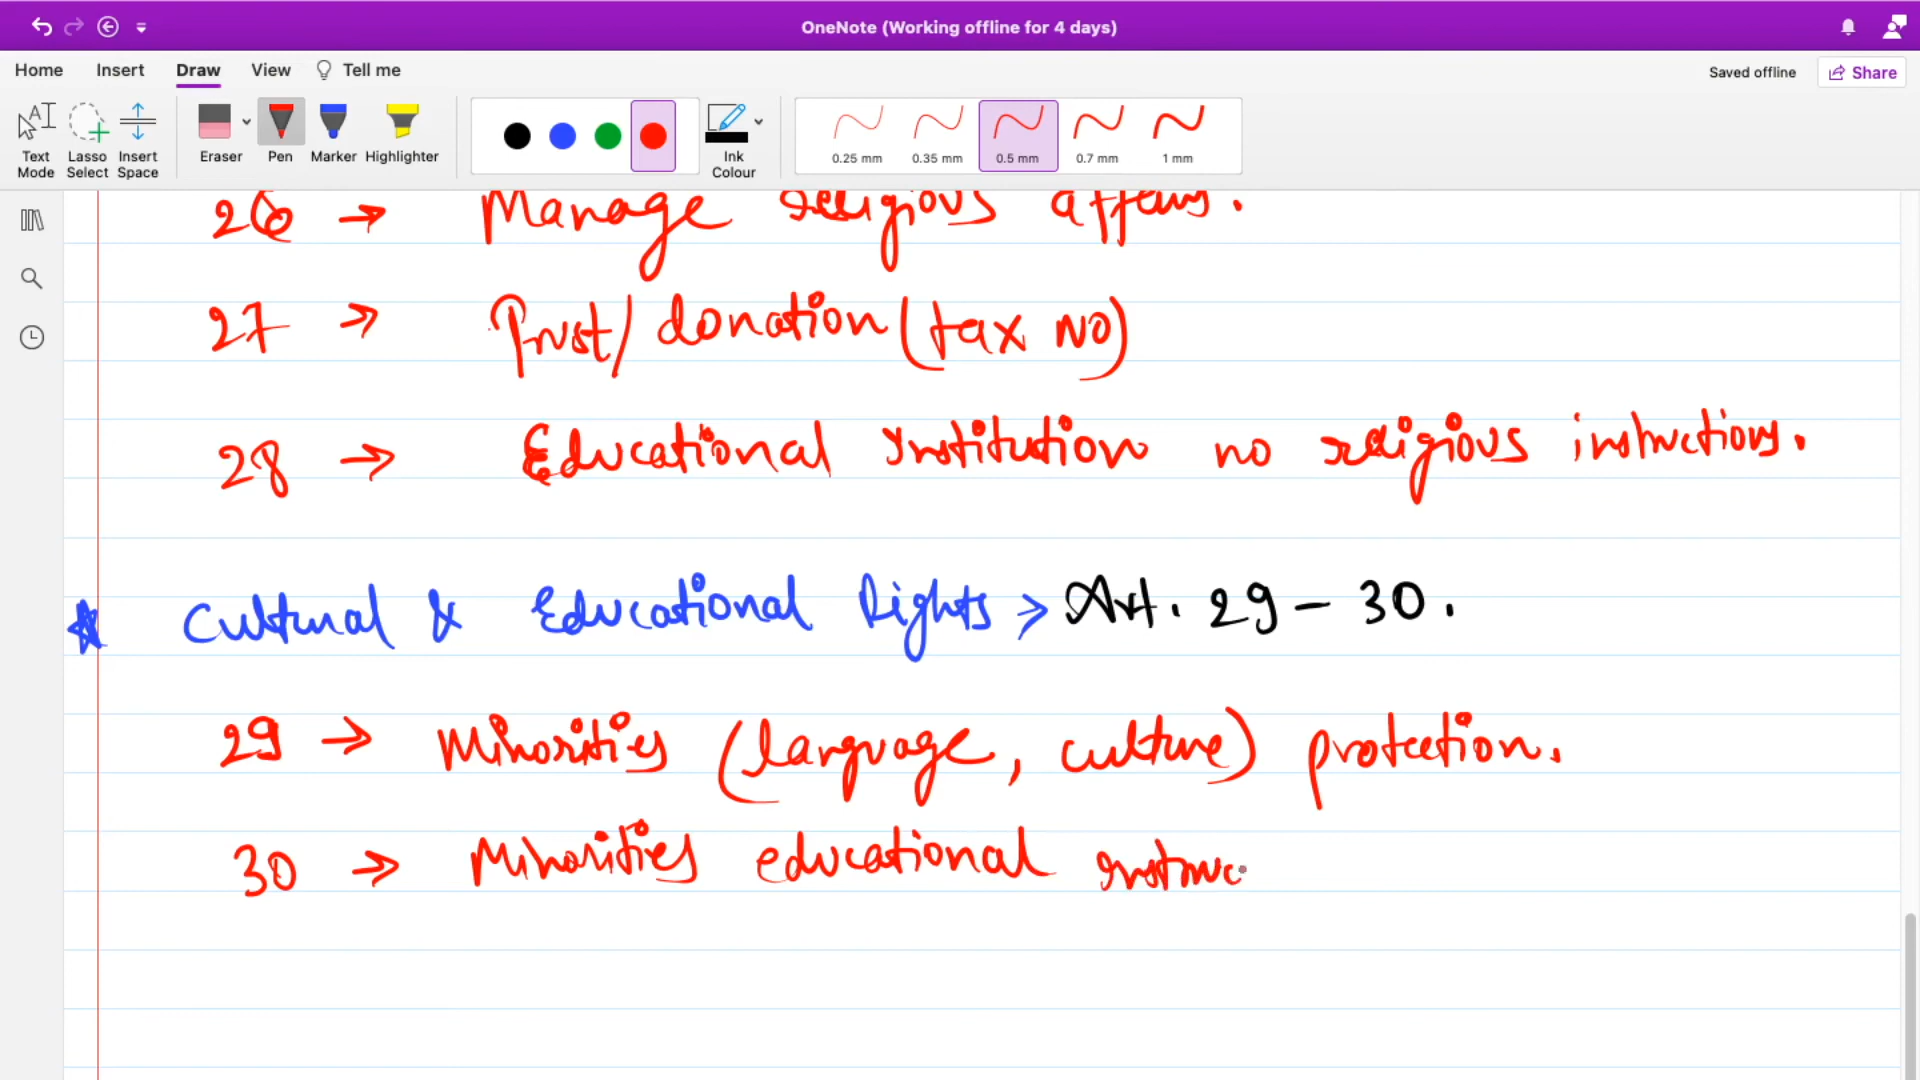 OneNote (Working offline for 4 days)
Home Insert Draw View Tell me Saved offline Share
Text Mode Lasso Select Insert Space Eraser Pen Marker Highlighter Ink Colour 0.25 mm 0.35 mm 0.5 mm 0.7 mm 1 mm
26 → Manage religious affairs.
27 → Trust/donation (tax NO)
28 → Educational institution no religious instructions.
★ Cultural & Educational Rights > Art. 29 - 30.
29 → Minorities (language, culture) protection.
30 → Minorities educational instruc